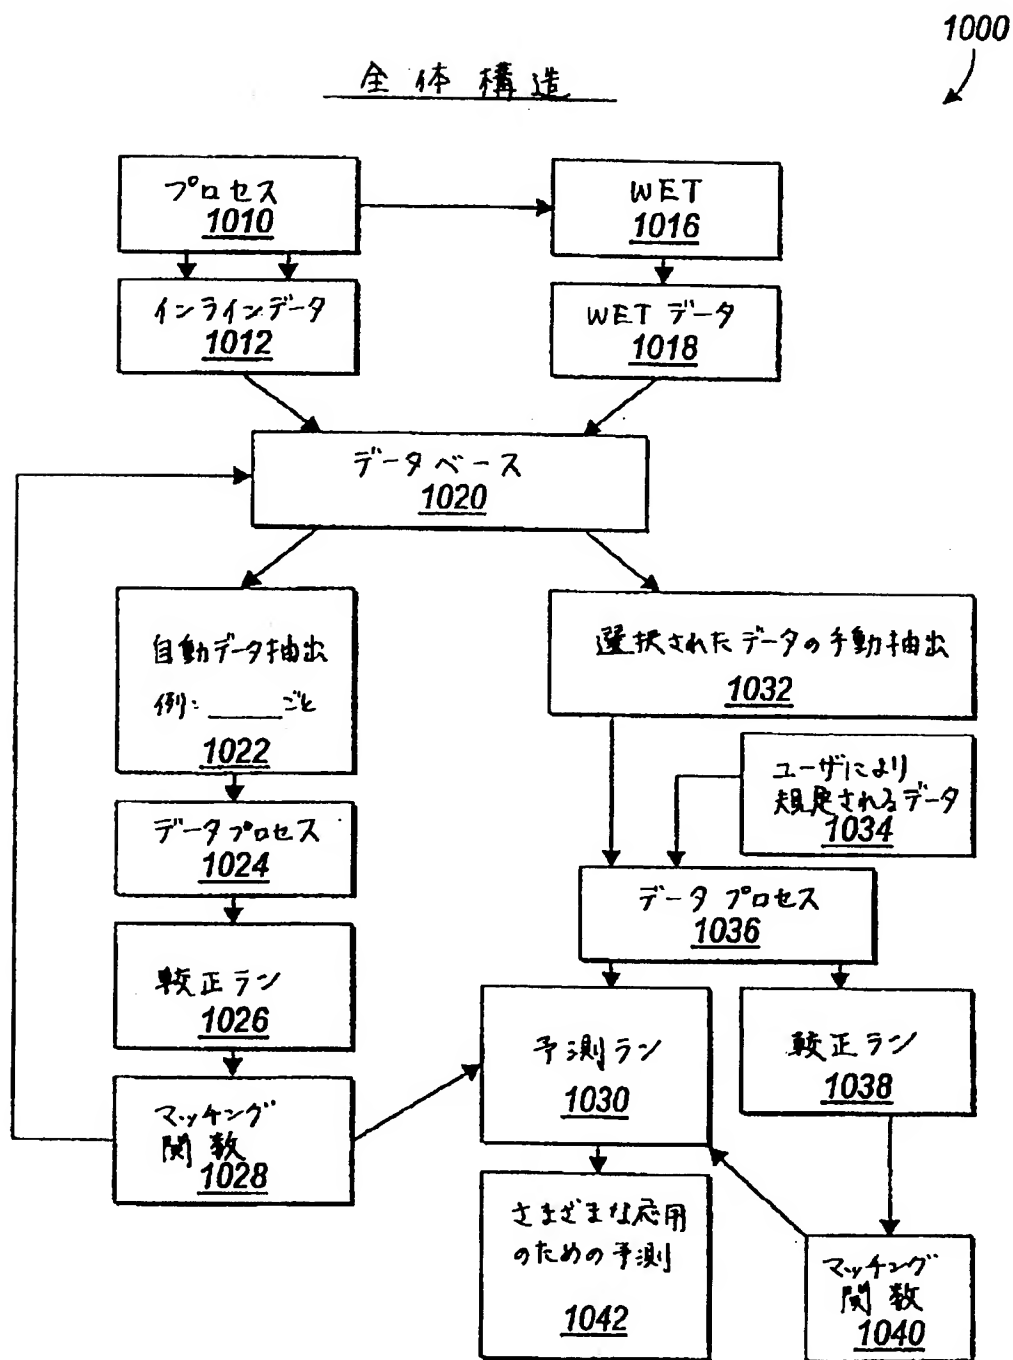 1000
全体構造
プロセス
1010
WET
1016
インラインデータ
1012
WET データ
1018
データベース
1020
自動データ抽出
例: ______ごと
1022
選択されたデータの手動抽出
1032
ユーザにより
規定されるデータ
1034
データプロセス
1024
データ プロセス
1036
較正ラン
1026
予測ラン
1030
較正ラン
1038
マッチング
関数
1028
さまざまな応用
のための予測
1042
マッチング
関数
1040